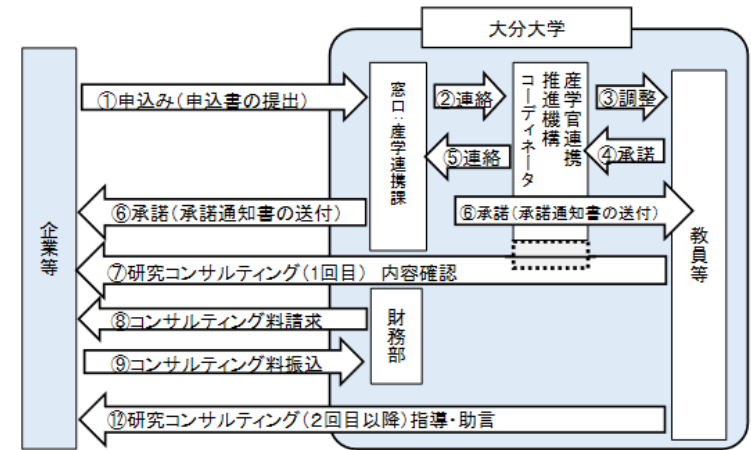 大分大学
①申込み(申込書の提出)
窓口:産学連携課
②連絡
産学官連携
推進機構
コーディネータ
③調整
④承諾
⑤連絡
⑥承諾(承諾通知書の送付)
⑥承諾(承諾通知書の送付)
企業等
教員等
⑦研究コンサルティング(1回目) 内容確認
⑧コンサルティング料請求
財務部
⑨コンサルティング料振込
⑫研究コンサルティング(2回目以降)指導・助言